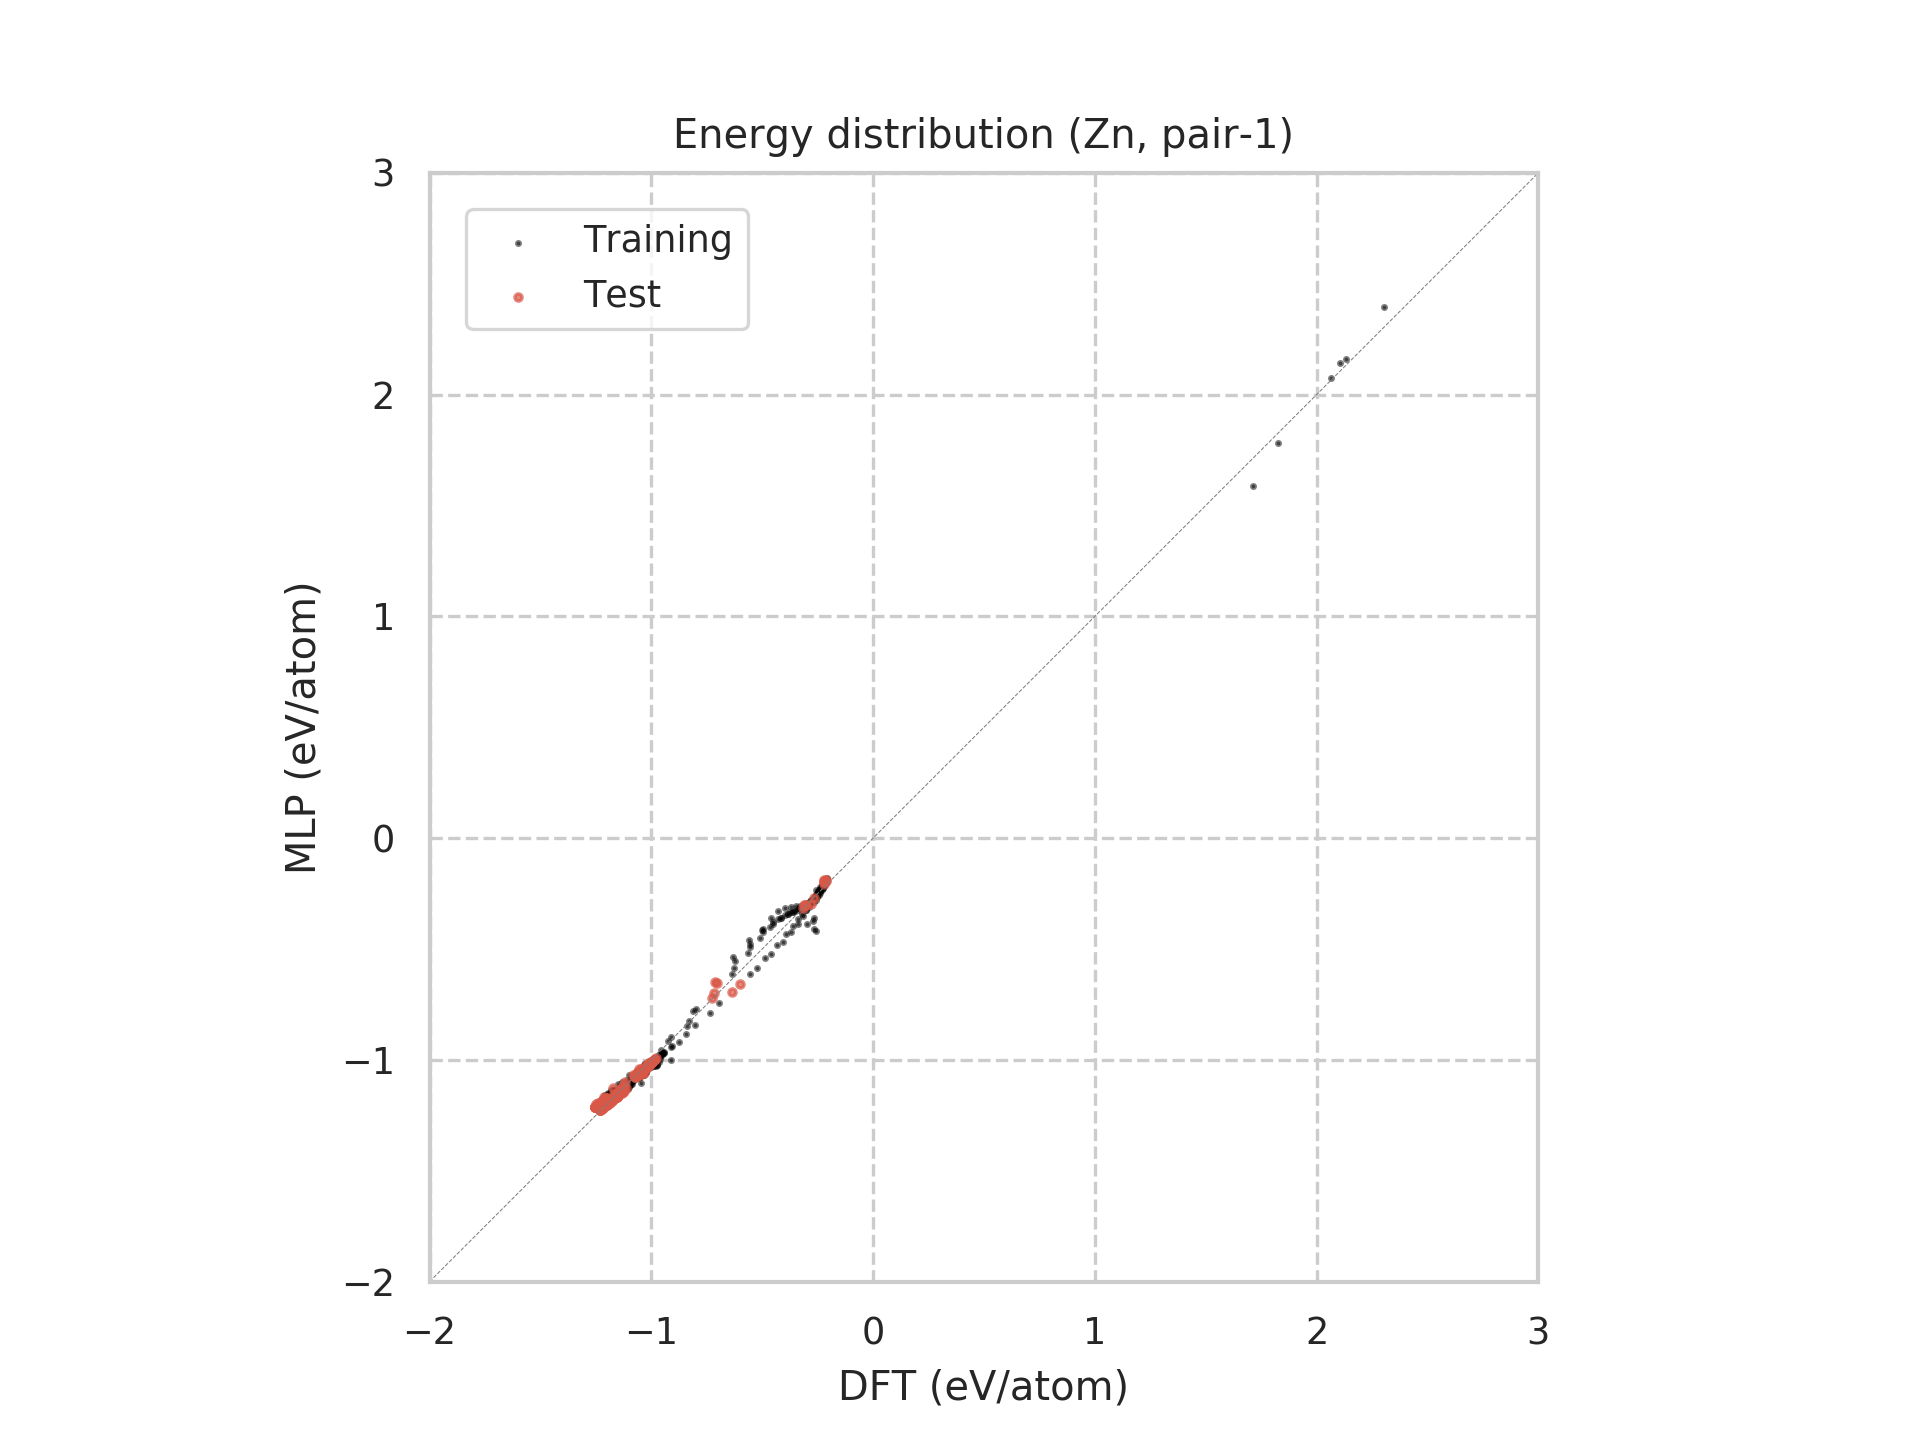 Energy distribution (Zn, pair-1)
3
2
1
0
−1
−2
MLP (eV/atom)
Training
Test
−2
−1
0
1
2
3
DFT (eV/atom)